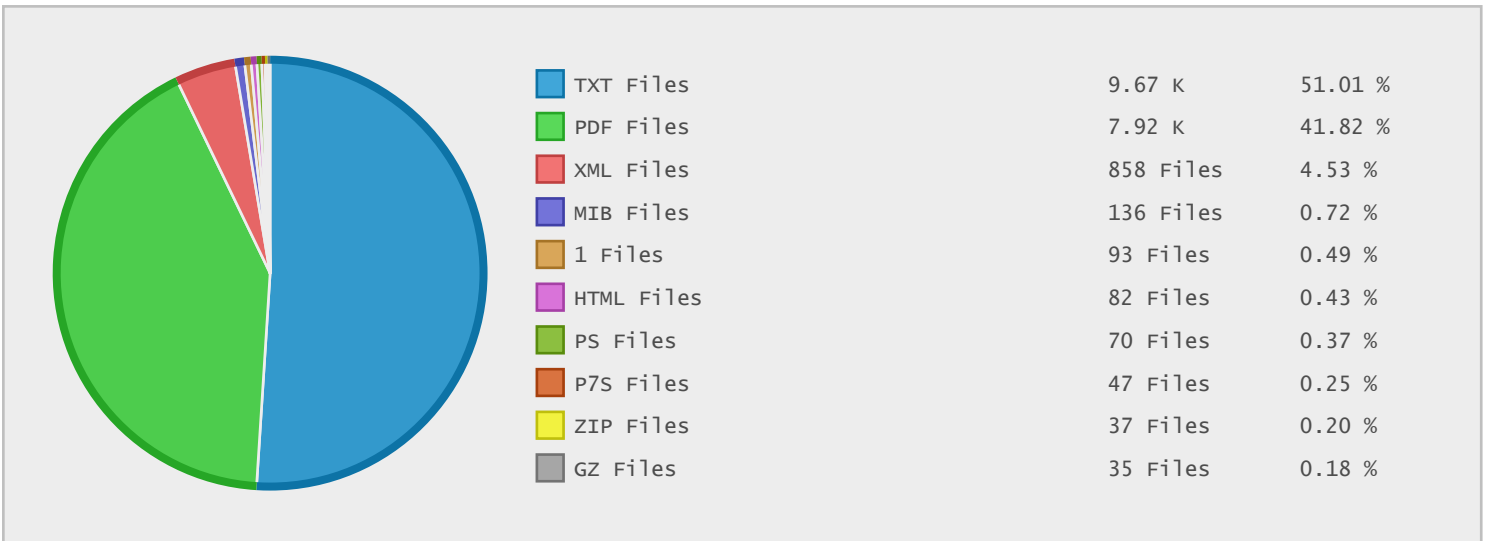 TXT Files 9.67 K 51.01 %
PDF Files 7.92 K 41.82 %
XML Files 858 Files 4.53 %
MIB Files 136 Files 0.72 %
1 Files 93 Files 0.49 %
HTML Files 82 Files 0.43 %
PS Files 70 Files 0.37 %
P7S Files 47 Files 0.25 %
ZIP Files 37 Files 0.20 %
GZ Files 35 Files 0.18 %